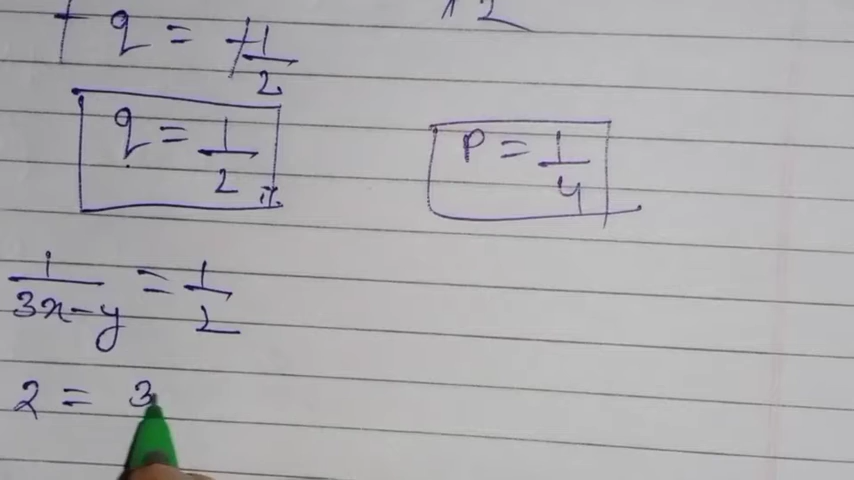 + q = +1/2
q = 1/2
p = 1/4
1/(3x-y) = 1/2
2 = 3